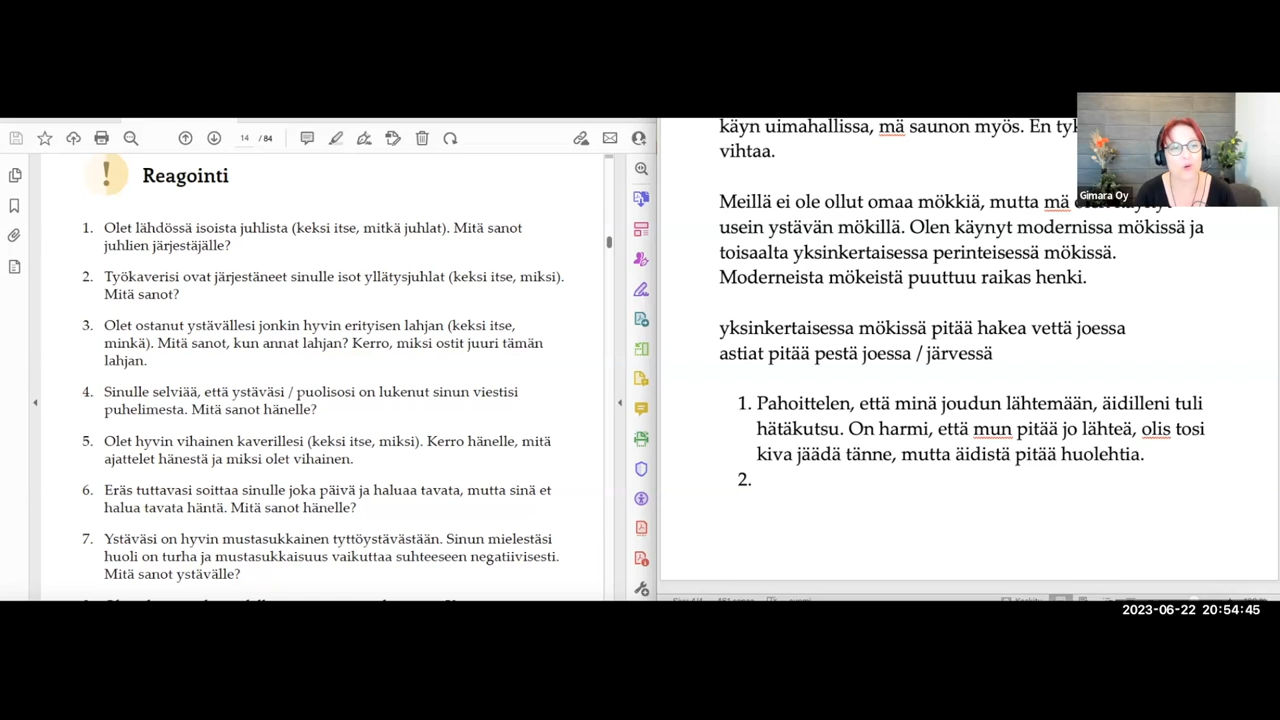 14 / 84
! Reagointi
1. Olet lähdössä isoista juhlista (keksi itse, mitkä juhlat). Mitä sanot
juhlien järjestäjälle?
2. Työkaverisi ovat järjestäneet sinulle isot yllätysjuhlat (keksi itse, miksi).
Mitä sanot?
3. Olet ostanut ystävällesi jonkin hyvin erityisen lahjan (keksi itse,
minkä). Mitä sanot, kun annat lahjan? Kerro, miksi ostit juuri tämän
lahjan.
4. Sinulle selviää, että ystäväsi / puolisosi on lukenut sinun viestisi
puhelimesta. Mitä sanot hänelle?
5. Olet hyvin vihainen kaverillesi (keksi itse, miksi). Kerro hänelle, mitä
ajattelet hänestä ja miksi olet vihainen.
6. Eräs tuttavasi soittaa sinulle joka päivä ja haluaa tavata, mutta sinä et
halua tavata häntä. Mitä sanot hänelle?
7. Ystäväsi on hyvin mustasukkainen tyttöystävästään. Sinun mielestäsi
huoli on turha ja mustasukkaisuus vaikuttaa suhteeseen negatiivisesti.
Mitä sanot ystävälle?
käyn uimahallissa, mä saunon myös. En
vihtaa.
Meillä ei ole ollut omaa mökkiä, mutta mä
usein ystävän mökillä. Olen käynyt modernissa mökissä ja
toisaalta yksinkertaisessa perinteisessä mökissä.
Moderneista mökeistä puuttuu raikas henki.
yksinkertaisessa mökissä pitää hakea vettä joessa
astiat pitää pestä joessa / järvessä
1. Pahoittelen, että minä joudun lähtemään, äidilleni tuli
hätäkutsu. On harmi, että mun pitää jo lähteä, olis tosi
kiva jäädä tänne, mutta äidistä pitää huolehtia.
2.
Gimara Oy
2023-06-22 20:54:45